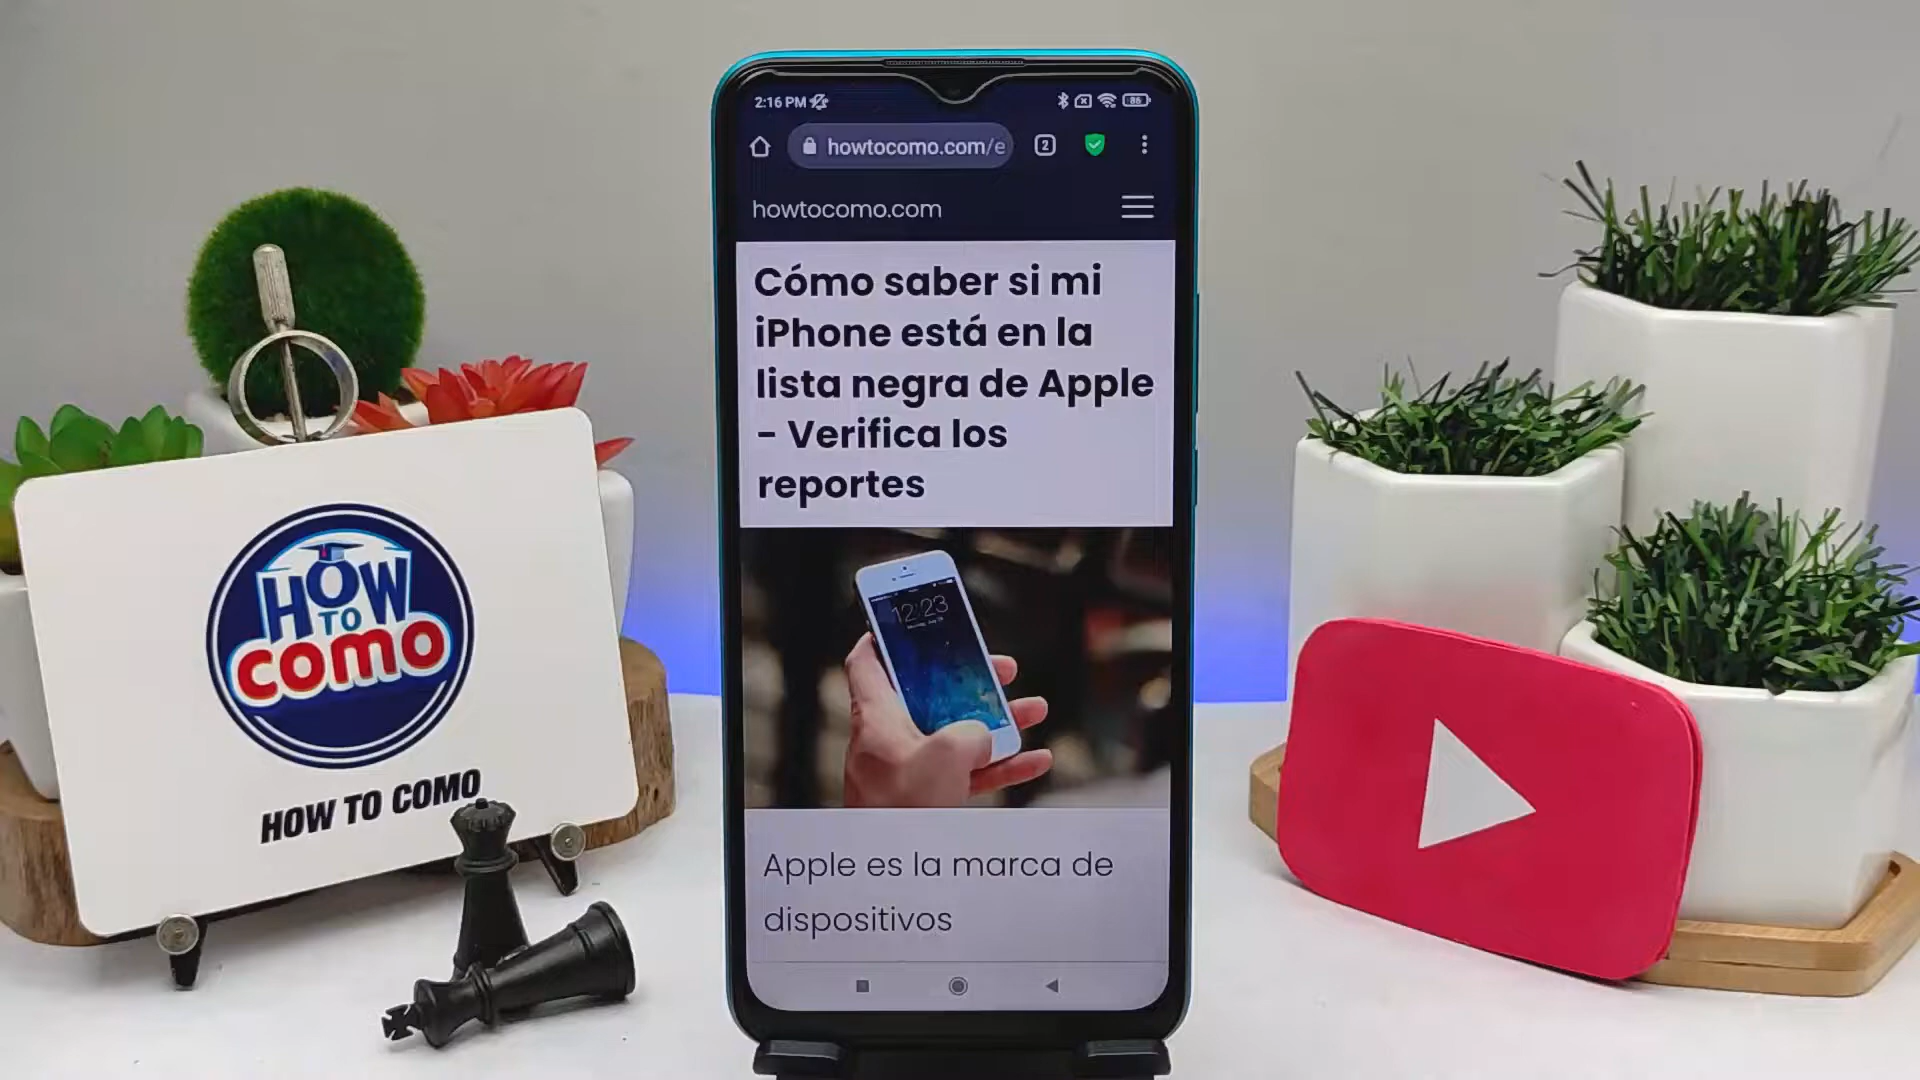 HOW
TO
como
HOW TO COMO
2:16 PM
86
howtocomo.com/e
2
howtocomo.com
Cómo saber si mi
iPhone está en la
lista negra de Apple
- Verifica los
reportes
12:23
Apple es la marca de
dispositivos